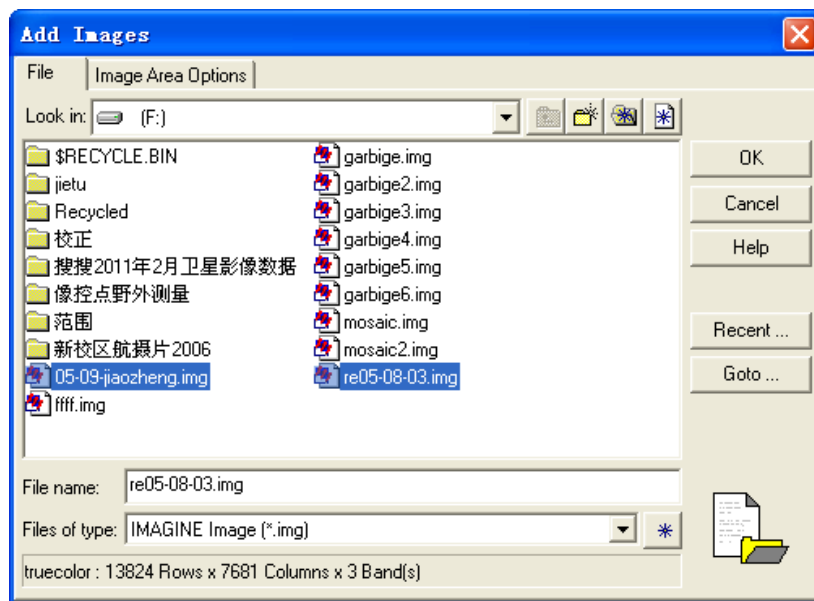 Add Images
File
Image Area Options
Look in:
(F:)
$RECYCLE.BIN
jietu
Recycled
校正
搜搜2011年2月卫星影像数据
像控点野外测量
范围
新校区航摄片2006
05-09-jiaozheng.img
ffff.img
garbige.img
garbige2.img
garbige3.img
garbige4.img
garbige5.img
garbige6.img
mosaic.img
mosaic2.img
re05-08-03.img
OK
Cancel
Help
Recent ...
Goto ...
File name:
re05-08-03.img
Files of type:
IMAGINE Image (*.img)
truecolor : 13824 Rows x 7681 Columns x 3 Band(s)